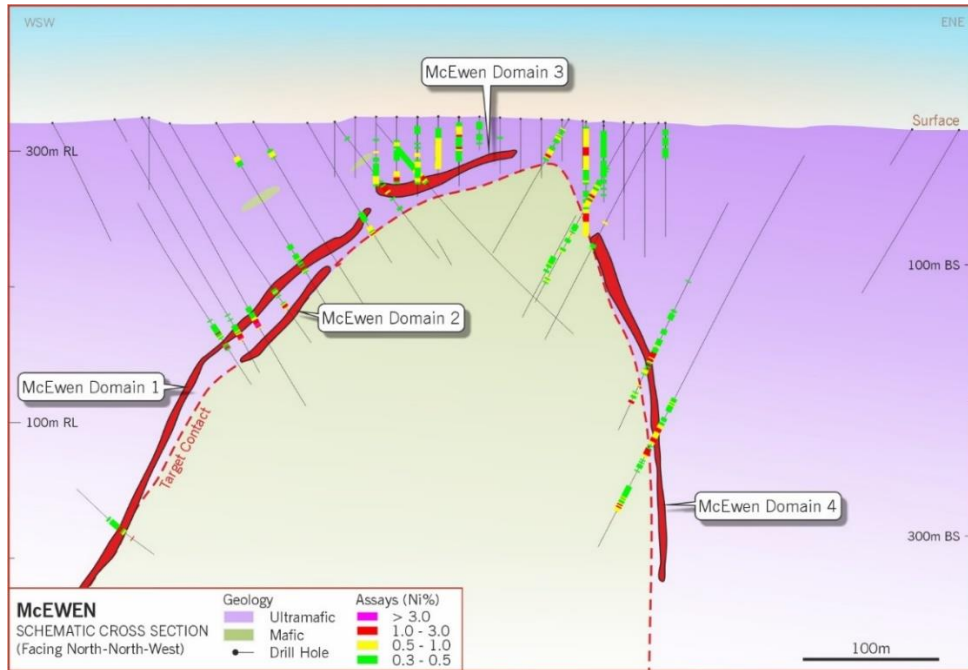 WSW
ENE
McEwen Domain 3
Surface
300m RL
100m BS
McEwen Domain 2
McEwen Domain 1
100m RL
Target Contact
McEwen Domain 4
300m BS
McEWEN
SCHEMATIC CROSS SECTION
(Facing North-North-West)
Geology
Ultramafic
Mafic
Drill Hole
Assays (Ni%)
> 3.0
1.0 - 3.0
0.5 - 1.0
0.3 - 0.5
100m